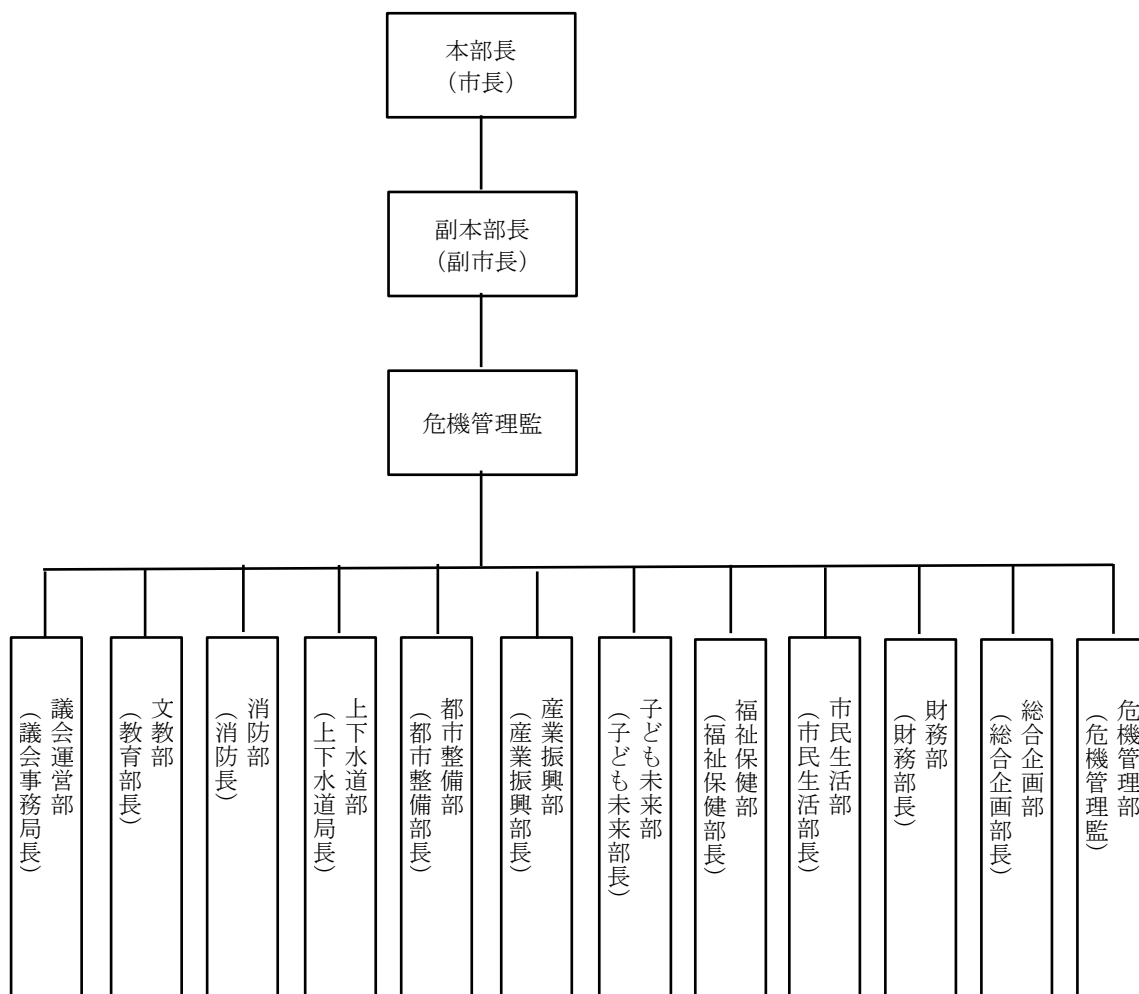 本部長
（市長）
副本部長
（副市長）
危機管理監
危機管理部
（危機管理監）
総合企画部
（総合企画部長）
財務部
（財務部長）
市民生活部
（市民生活部長）
福祉保健部
（福祉保健部長）
子ども未来部
（子ども未来部長）
産業振興部
（産業振興部長）
都市整備部
（都市整備部長）
上下水道部
（上下水道局長）
消防部
（消防長）
文教部
（教育部長）
議会運営部
（議会事務局長）